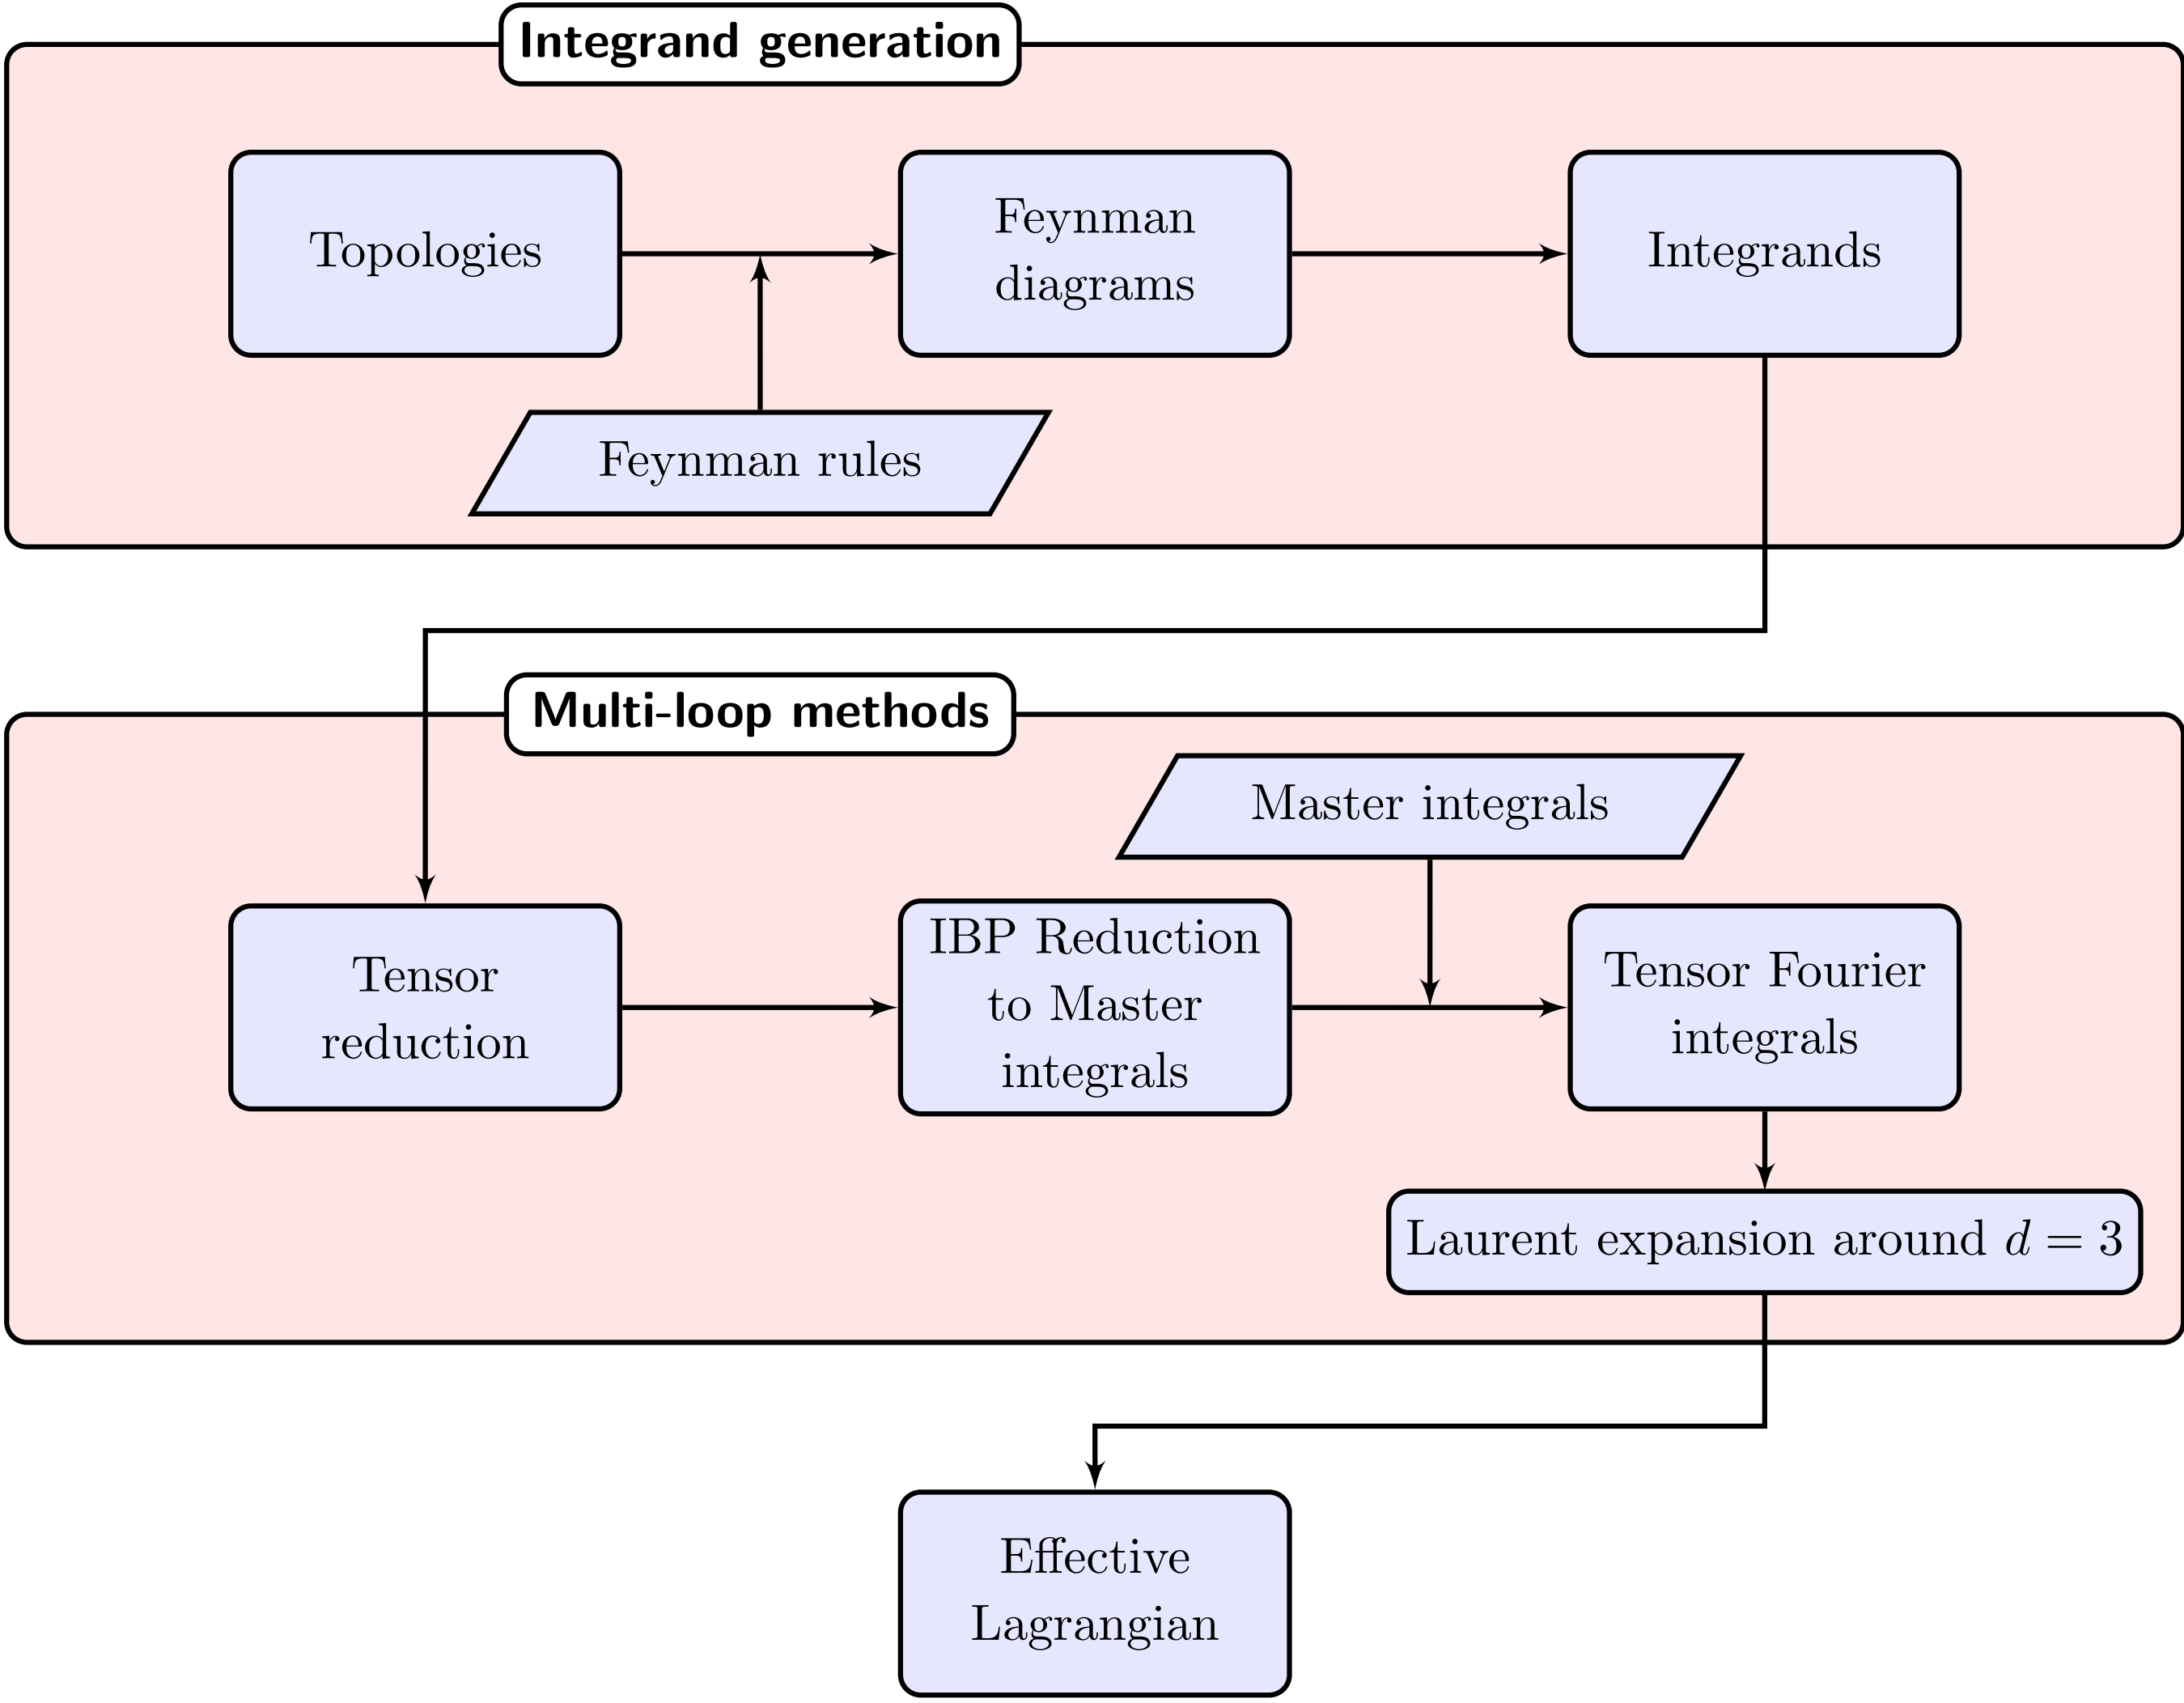 Integrand generation
Topologies
Feynman
diagrams
Integrands
Feynman rules
Multi-loop methods
Master integrals
Tensor
reduction
IBP Reduction
to Master
integrals
Tensor Fourier
integrals
Laurent expansion around d = 3
Effective
Lagrangian